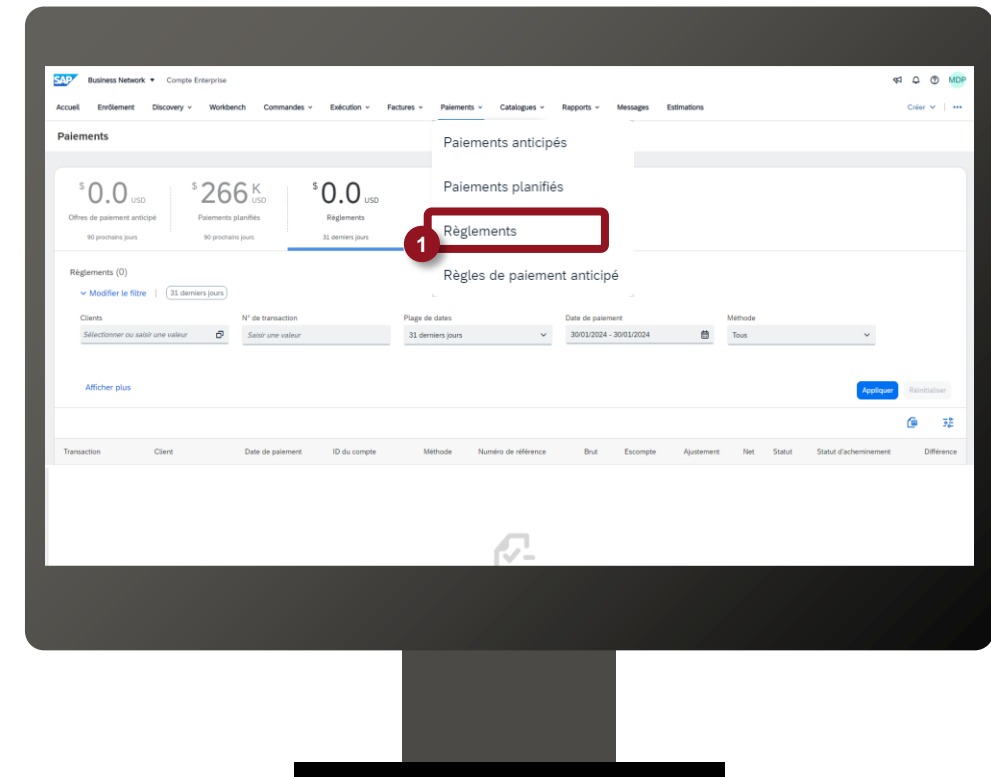 SAP Business Network Compte Enterprise MDP
Accueil Enrôlement Discovery Workbench Commandes Exécution Factures Paiements Catalogues Rapports Messages Estimations Créer
Paiements
Paiements anticipés
Paiements planifiés
1 Règlements
Règles de paiement anticipé
$ 0.0 USD $ 266 K USD $ 0.0 USD
Offres de paiement anticipé Paiements planifiés Règlements
90 prochains jours 90 prochains jours 31 derniers jours
Règlements (0)
Modifier le filtre | 31 derniers jours
Clients N° de transaction Plage de dates Date de paiement Méthode
Sélectionner ou saisir une valeur Saisir une valeur 31 derniers jours 30/01/2024 - 30/01/2024 Tous
Afficher plus Appliquer Réinitialiser
Transaction Client Date de paiement ID du compte Méthode Numéro de référence Brut Escompte Ajustement Net Statut Statut d'acheminement Différence